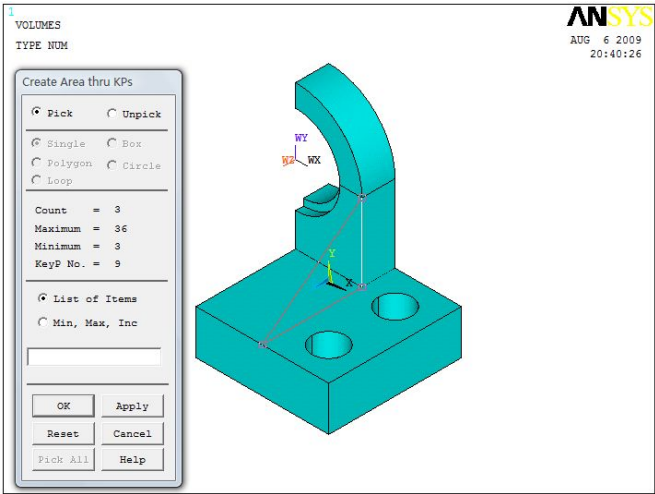 1
VOLUMES
TYPE NUM
ANSYS
AUG 6 2009
20:40:26
Create Area thru KPs
Pick Unpick
Single Box
Polygon Circle
Loop
Count = 3
Maximum = 36
Minimum = 3
KeyP No. = 9
List of Items
Min, Max, Inc
OK Apply
Reset Cancel
Pick All Help
WY
WZ WX
Y
X